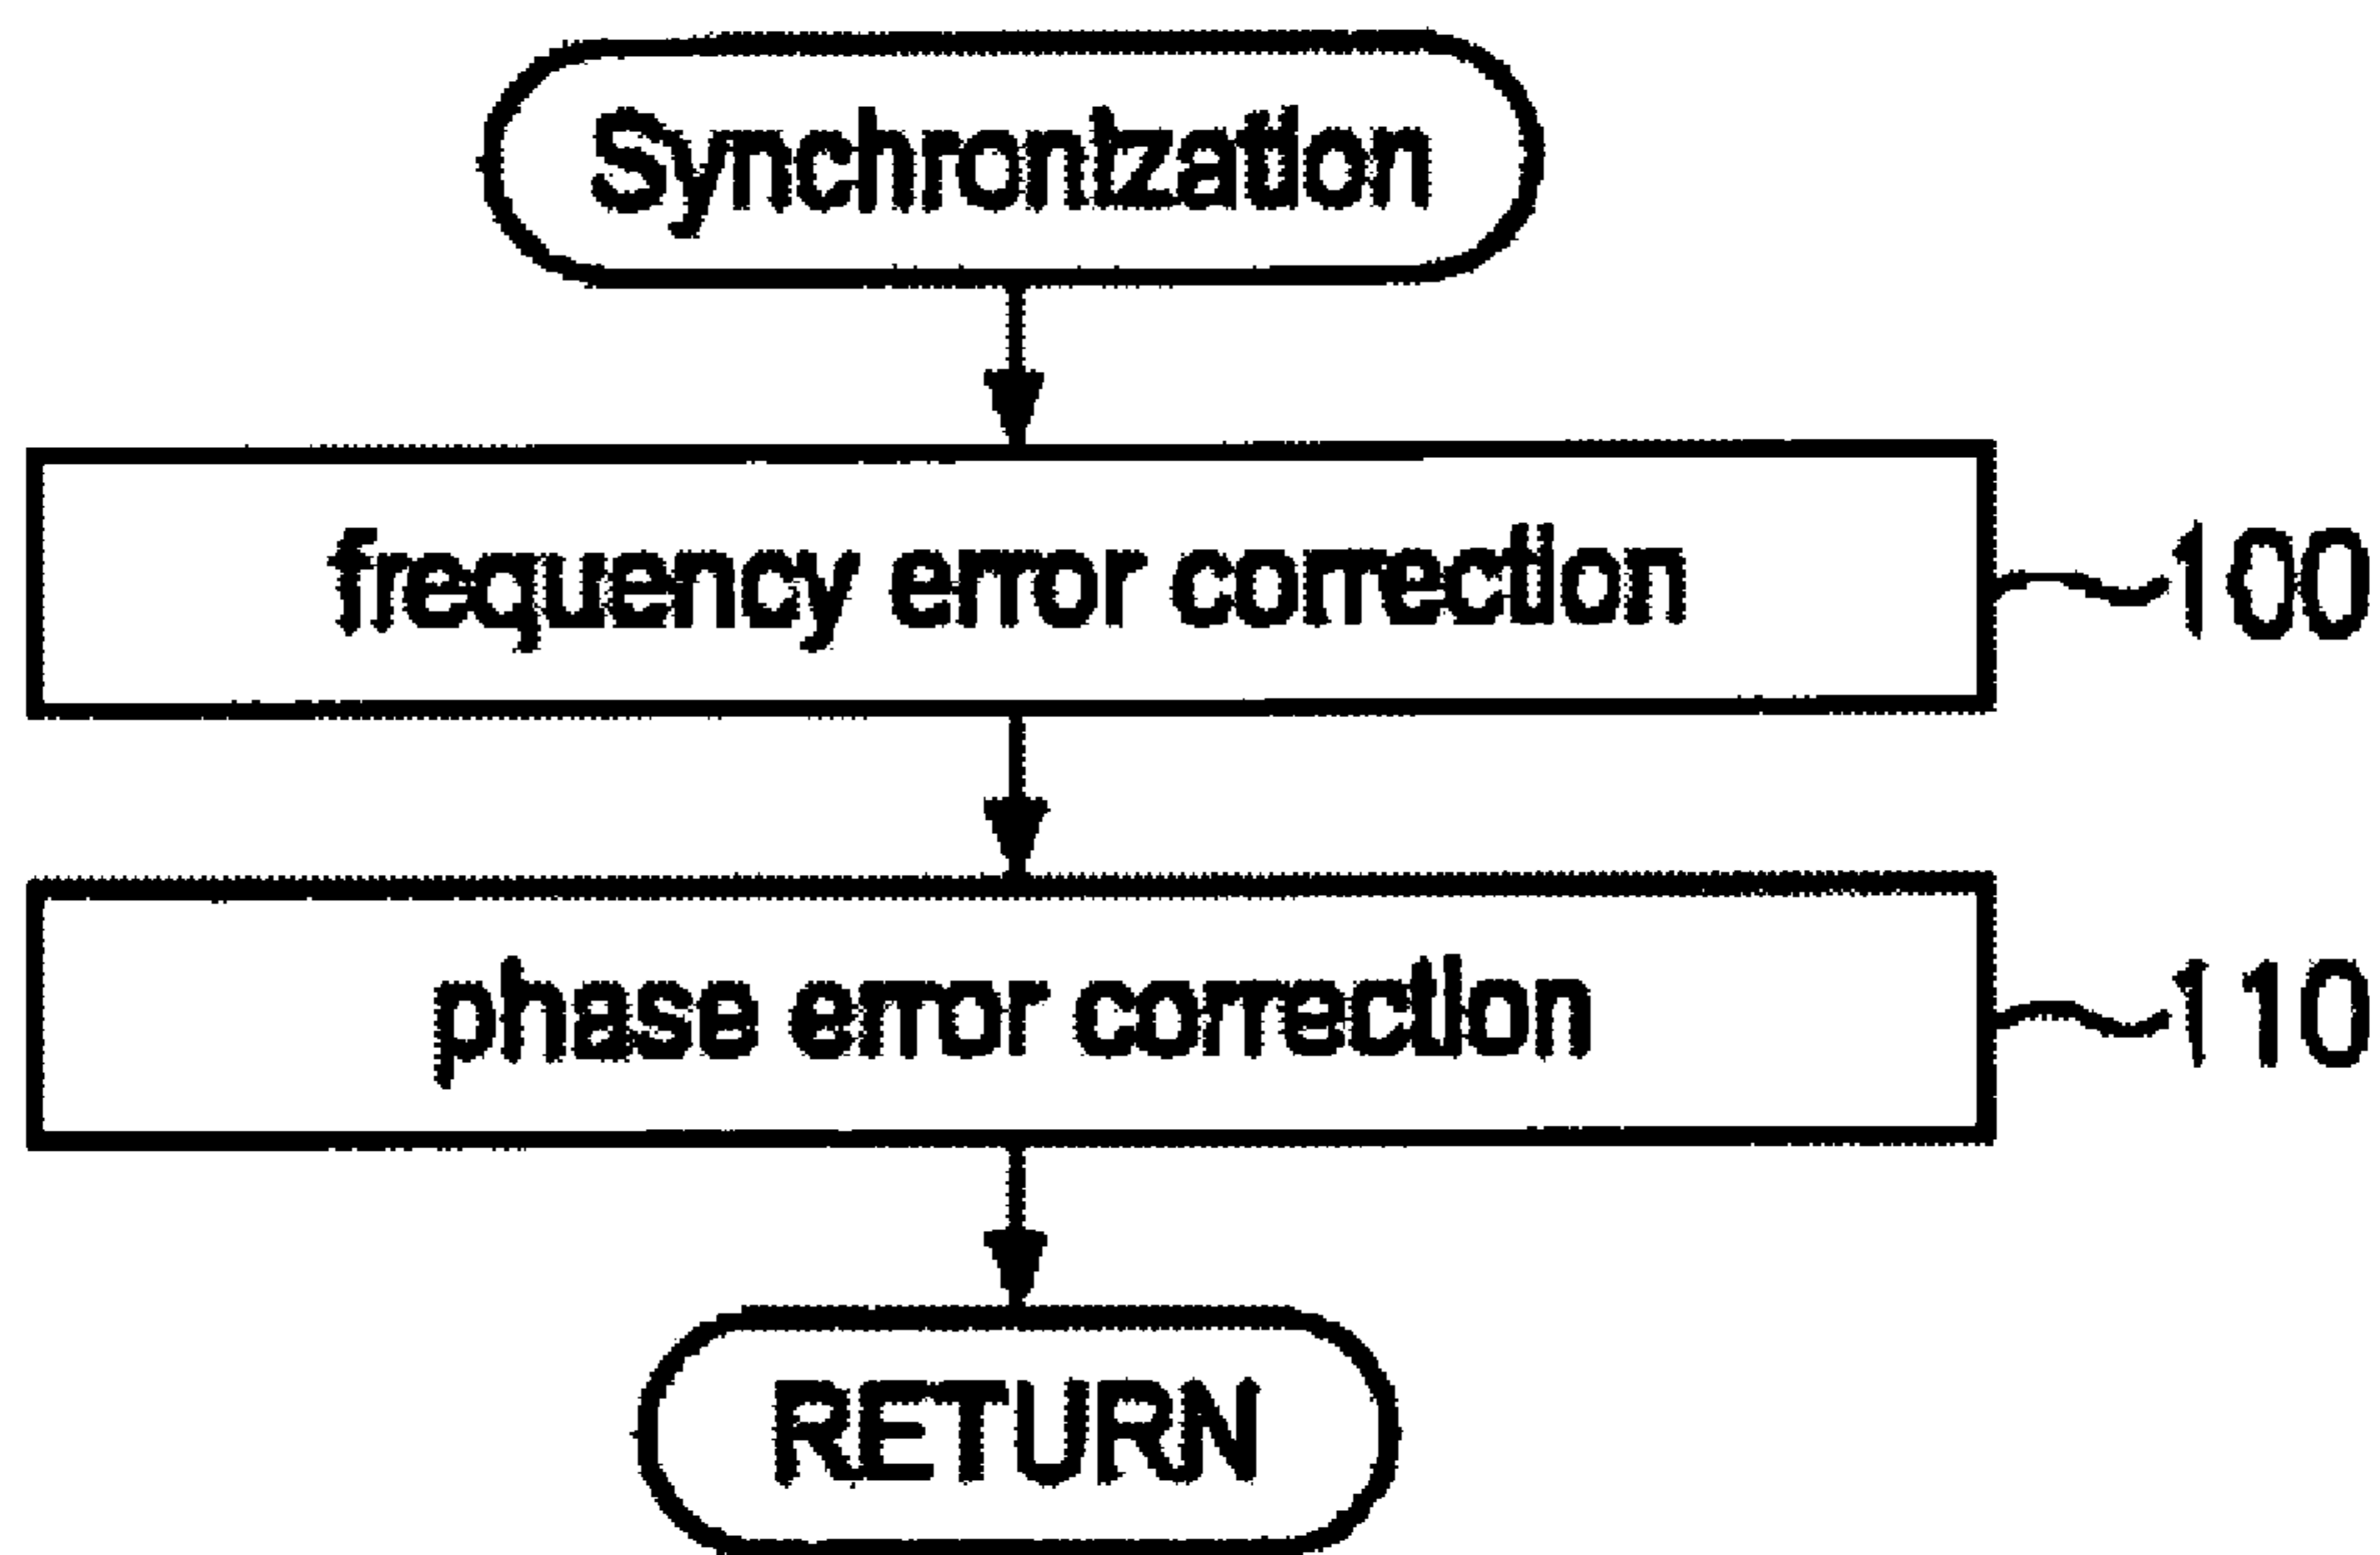 Synchronization
frequency error correction
100
phase error correction
110
RETURN